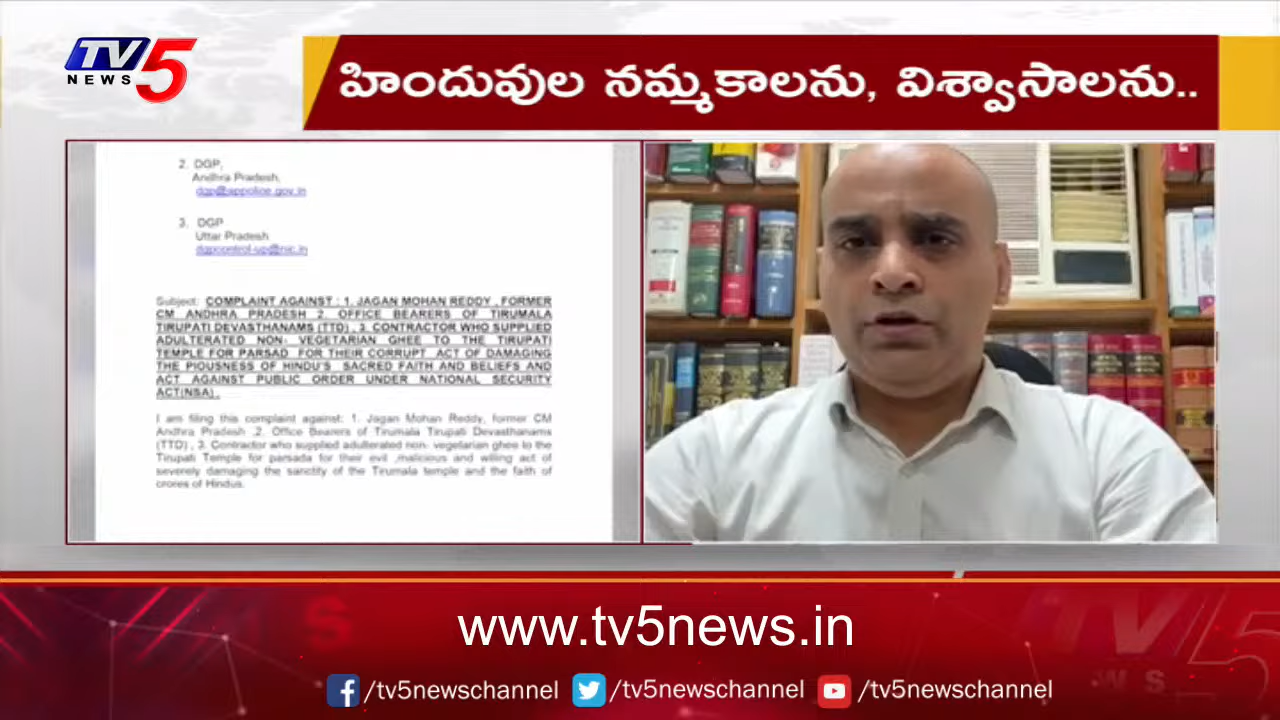 TV5
NEWS
హిందువుల నమ్మకాలను, విశ్వాసాలను..
2. DGP,
Andhra Pradesh,
dgp@appolice.gov.in
3. DGP
Uttar Pradesh
dgpcontrol-up@nic.in
Subject: COMPLAINT AGAINST : 1. JAGAN MOHAN REDDY , FORMER
CM ANDHRA PRADESH 2. OFFICE BEARERS OF TIRUMALA
TIRUPATI DEVASTHANAMS (TTD) , 3. CONTRACTOR WHO SUPPLIED
ADULTERATED NON- VEGETARIAN GHEE TO THE TIRUPATI
TEMPLE FOR PARSAD FOR THEIR CORRUPT ACT OF DAMAGING
THE PIOUSNESS OF HINDU'S SACRED FAITH AND BELIEFS AND
ACT AGAINST PUBLIC ORDER UNDER NATIONAL SECURITY
ACT(NSA) .
I am filing this complaint against: 1. Jagan Mohan Reddy, former CM
Andhra Pradesh ,2. Office Bearers of Tirumala Tirupati Devasthanams
(TTD) , 3. Contractor who supplied adulterated non- vegetarian ghee to the
Tirupati Temple for parsada for their evil ,malicious and willing act of
severely damaging the sanctity of the Tirumala temple and the faith of
crores of Hindus.
www.tv5news.in
/tv5newschannel /tv5newschannel /tv5newschannel